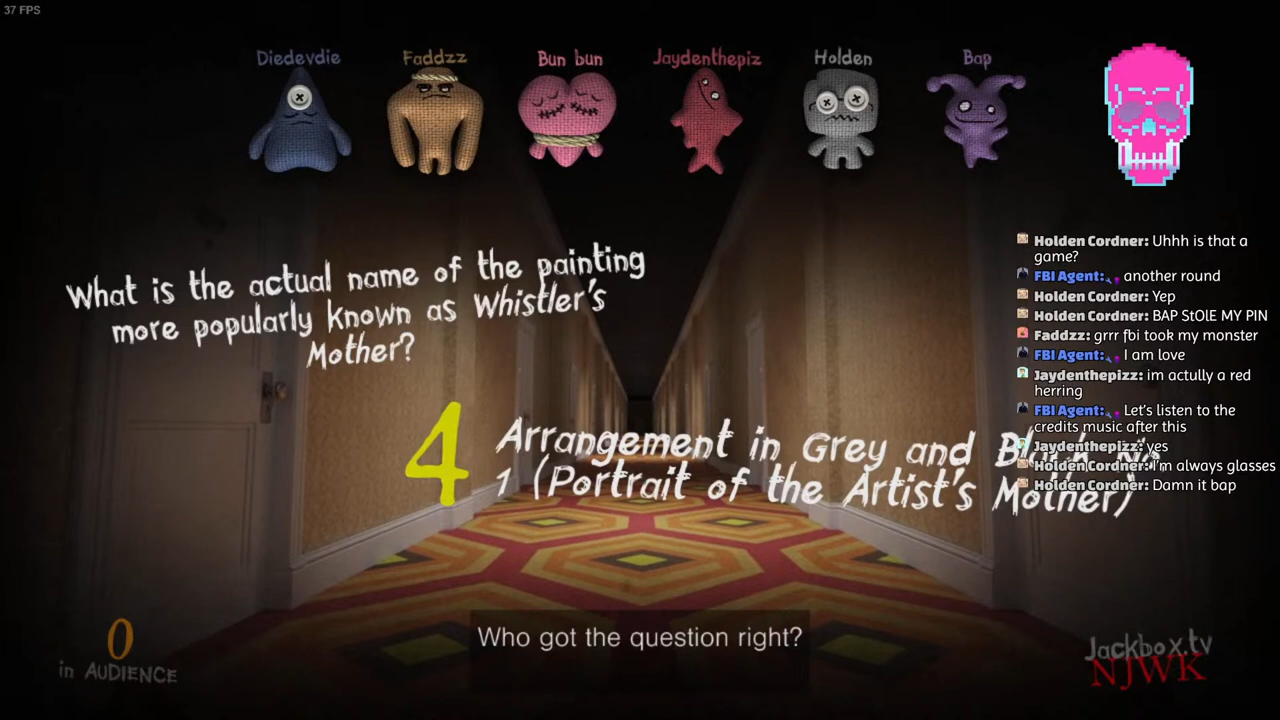 37 FPS
Diedevdie
Faddzz
Bun bun
Jaydenthepiz
Holden
Bap
What is the actual name of the painting
more popularly known as Whistler's
Mother?
4
Arrangement in Grey and
1 (Portrait of the Artist's Mother)
Holden Cordner: Uhhh is that a
game?
FBI Agent: another round
Holden Cordner: Yep
Holden Cordner: BAP StOlE MY PIN
Faddzz: grrr fbi took my monster
FBI Agent: I am love
Jaydenthepizz: im actully a red
herring
FBI Agent: Let's listen to the
credits music after this
Jaydenthepizz: yes
Holden Cordner: I'm always glasses
Holden Cordner: Damn it bap
Who got the question right?
0
in AUDIENCE
Jackbox.tv
NJWK